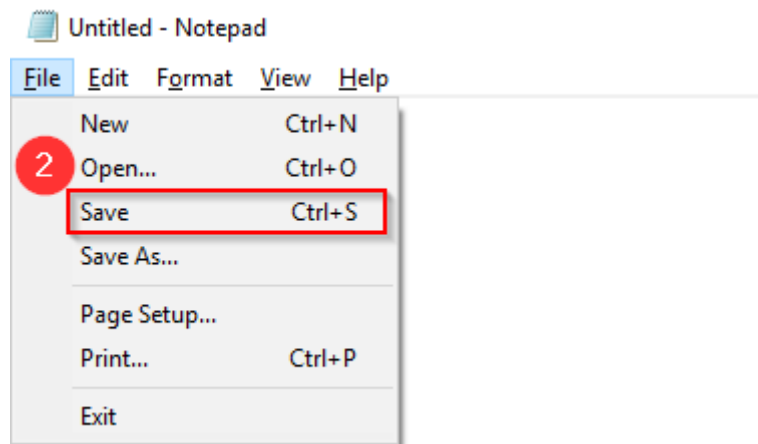 Untitled - Notepad
File Edit Format View Help
New Ctrl+N
2
Open... Ctrl+O
Save Ctrl+S
Save As...
Page Setup...
Print... Ctrl+P
Exit